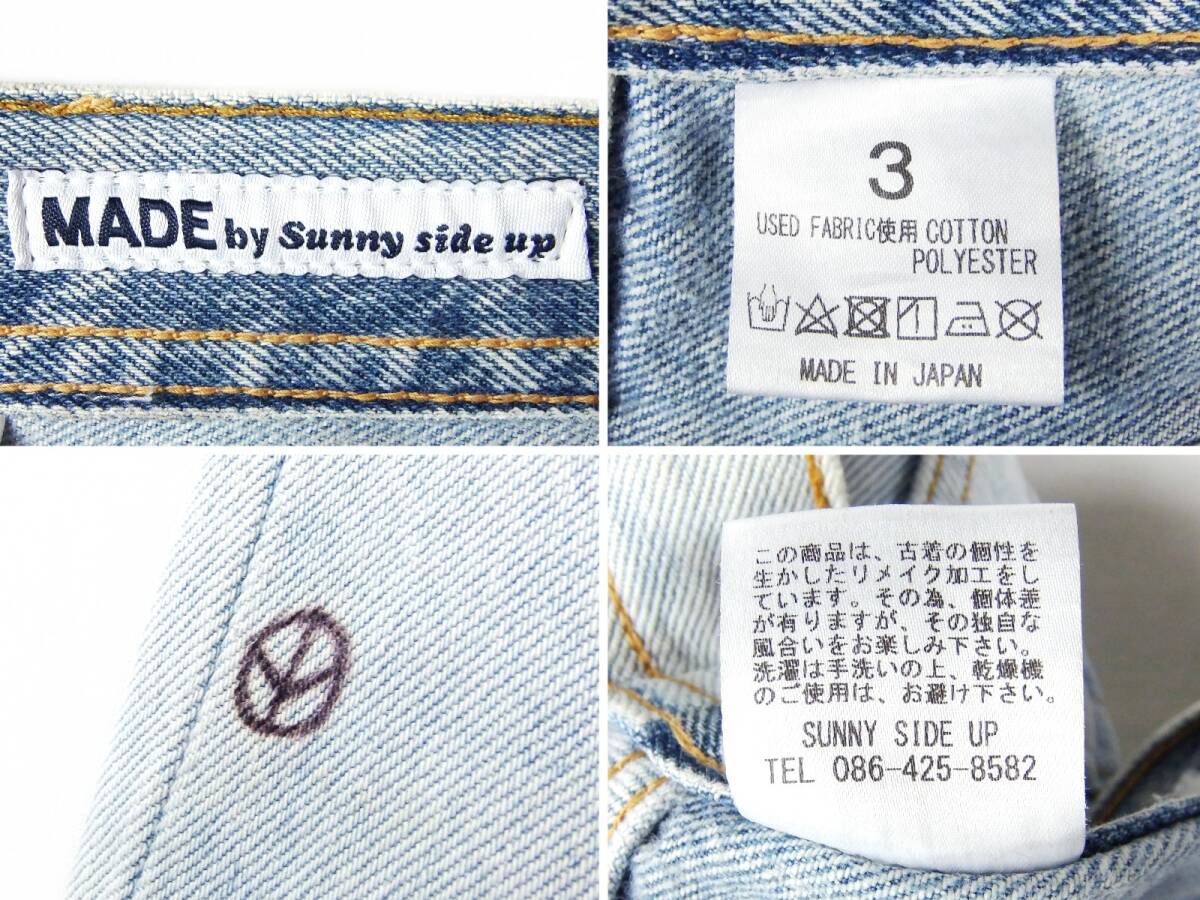 MADE by Sunny side up
3
USED FABRIC使用 COTTON
POLYESTER
MADE IN JAPAN
この商品は、古着の個性を
生かしたリメイク加工をし
ています。その為、個体差
が有りますが、その独自な
風合いをお楽しみ下さい。
洗濯は手洗いの上、乾燥機
のご使用は、お避け下さい。
SUNNY SIDE UP
TEL 086-425-8582